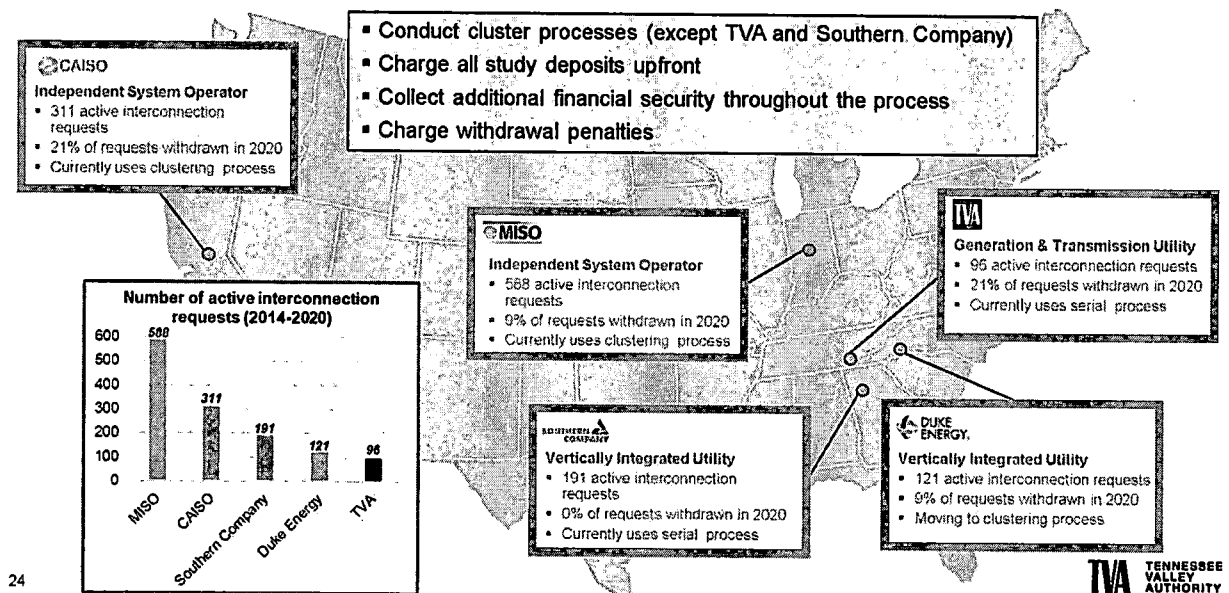 ▪ Conduct cluster processes (except TVA and Southern Company)
▪ Charge all study deposits upfront
▪ Collect additional financial security throughout the process
▪ Charge withdrawal penalties
CAISO
Independent System Operator
▪ 311 active interconnection
requests
▪ 21% of requests withdrawn in 2020
▪ Currently uses clustering process
MISO
Independent System Operator
▪ 588 active interconnection
requests
▪ 9% of requests withdrawn in 2020
▪ Currently uses clustering process
TVA
Generation & Transmission Utility
▪ 96 active interconnection requests
▪ 21% of requests withdrawn in 2020
▪ Currently uses serial process
Number of active interconnection
requests (2014-2020)
600
500
400
300
200
100
0
588
311
191
121
96
MISO
CAISO
Southern Company
Duke Energy
TVA
SOUTHERN
COMPANY
Vertically Integrated Utility
▪ 191 active interconnection
requests
▪ 0% of requests withdrawn in 2020
▪ Currently uses serial process
DUKE
ENERGY®
Vertically Integrated Utility
▪ 121 active interconnection requests
▪ 9% of requests withdrawn in 2020
▪ Moving to clustering process
24
TVA
TENNESSEE
VALLEY
AUTHORITY